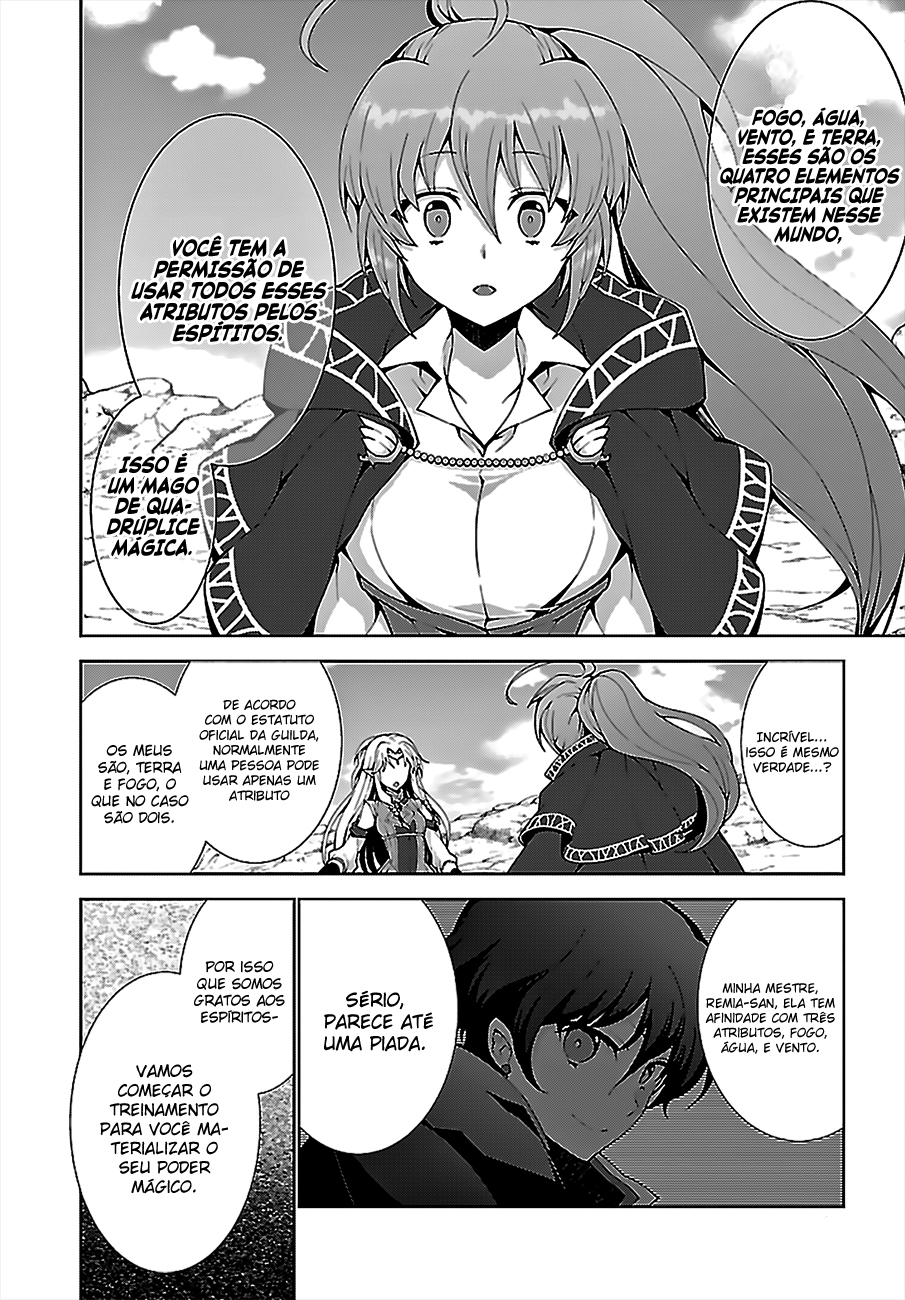 FOGO, ÁGUA,
VENTO, E TERRA,
ESSES SÃO OS
QUATRO ELEMENTOS
PRINCIPAIS QUE
EXISTEM NESSE
MUNDO,
VOCÊ TEM A
PERMISSÃO DE
USAR TODOS ESSES
ATRIBUTOS PELOS
ESPÍTITOS.
ISSO É
UM MAGO
DE QUA-
DRÚPLICE
MÁGICA.
INCRÍVEL...
ISSO É MESMO
VERDADE...?
DE ACORDO
COM O ESTATUTO
OFICIAL DA GUILDA,
NORMALMENTE
UMA PESSOA PODE
USAR APENAS UM
ATRIBUTO
OS MEUS
SÃO, TERRA
E FOGO, O
QUE NO CASO
SÃO DOIS.
MINHA MESTRE,
REMIA-SAN, ELA TEM
AFINIDADE COM TRÊS
ATRIBUTOS, FOGO,
ÁGUA, E VENTO.
SÉRIO,
PARECE ATÉ
UMA PIADA.
POR ISSO
QUE SOMOS
GRATOS AOS
ESPÍRITOS-
VAMOS
COMEÇAR O
TREINAMENTO
PARA VOCÊ MA-
TERIALIZAR O
SEU PODER
MÁGICO.